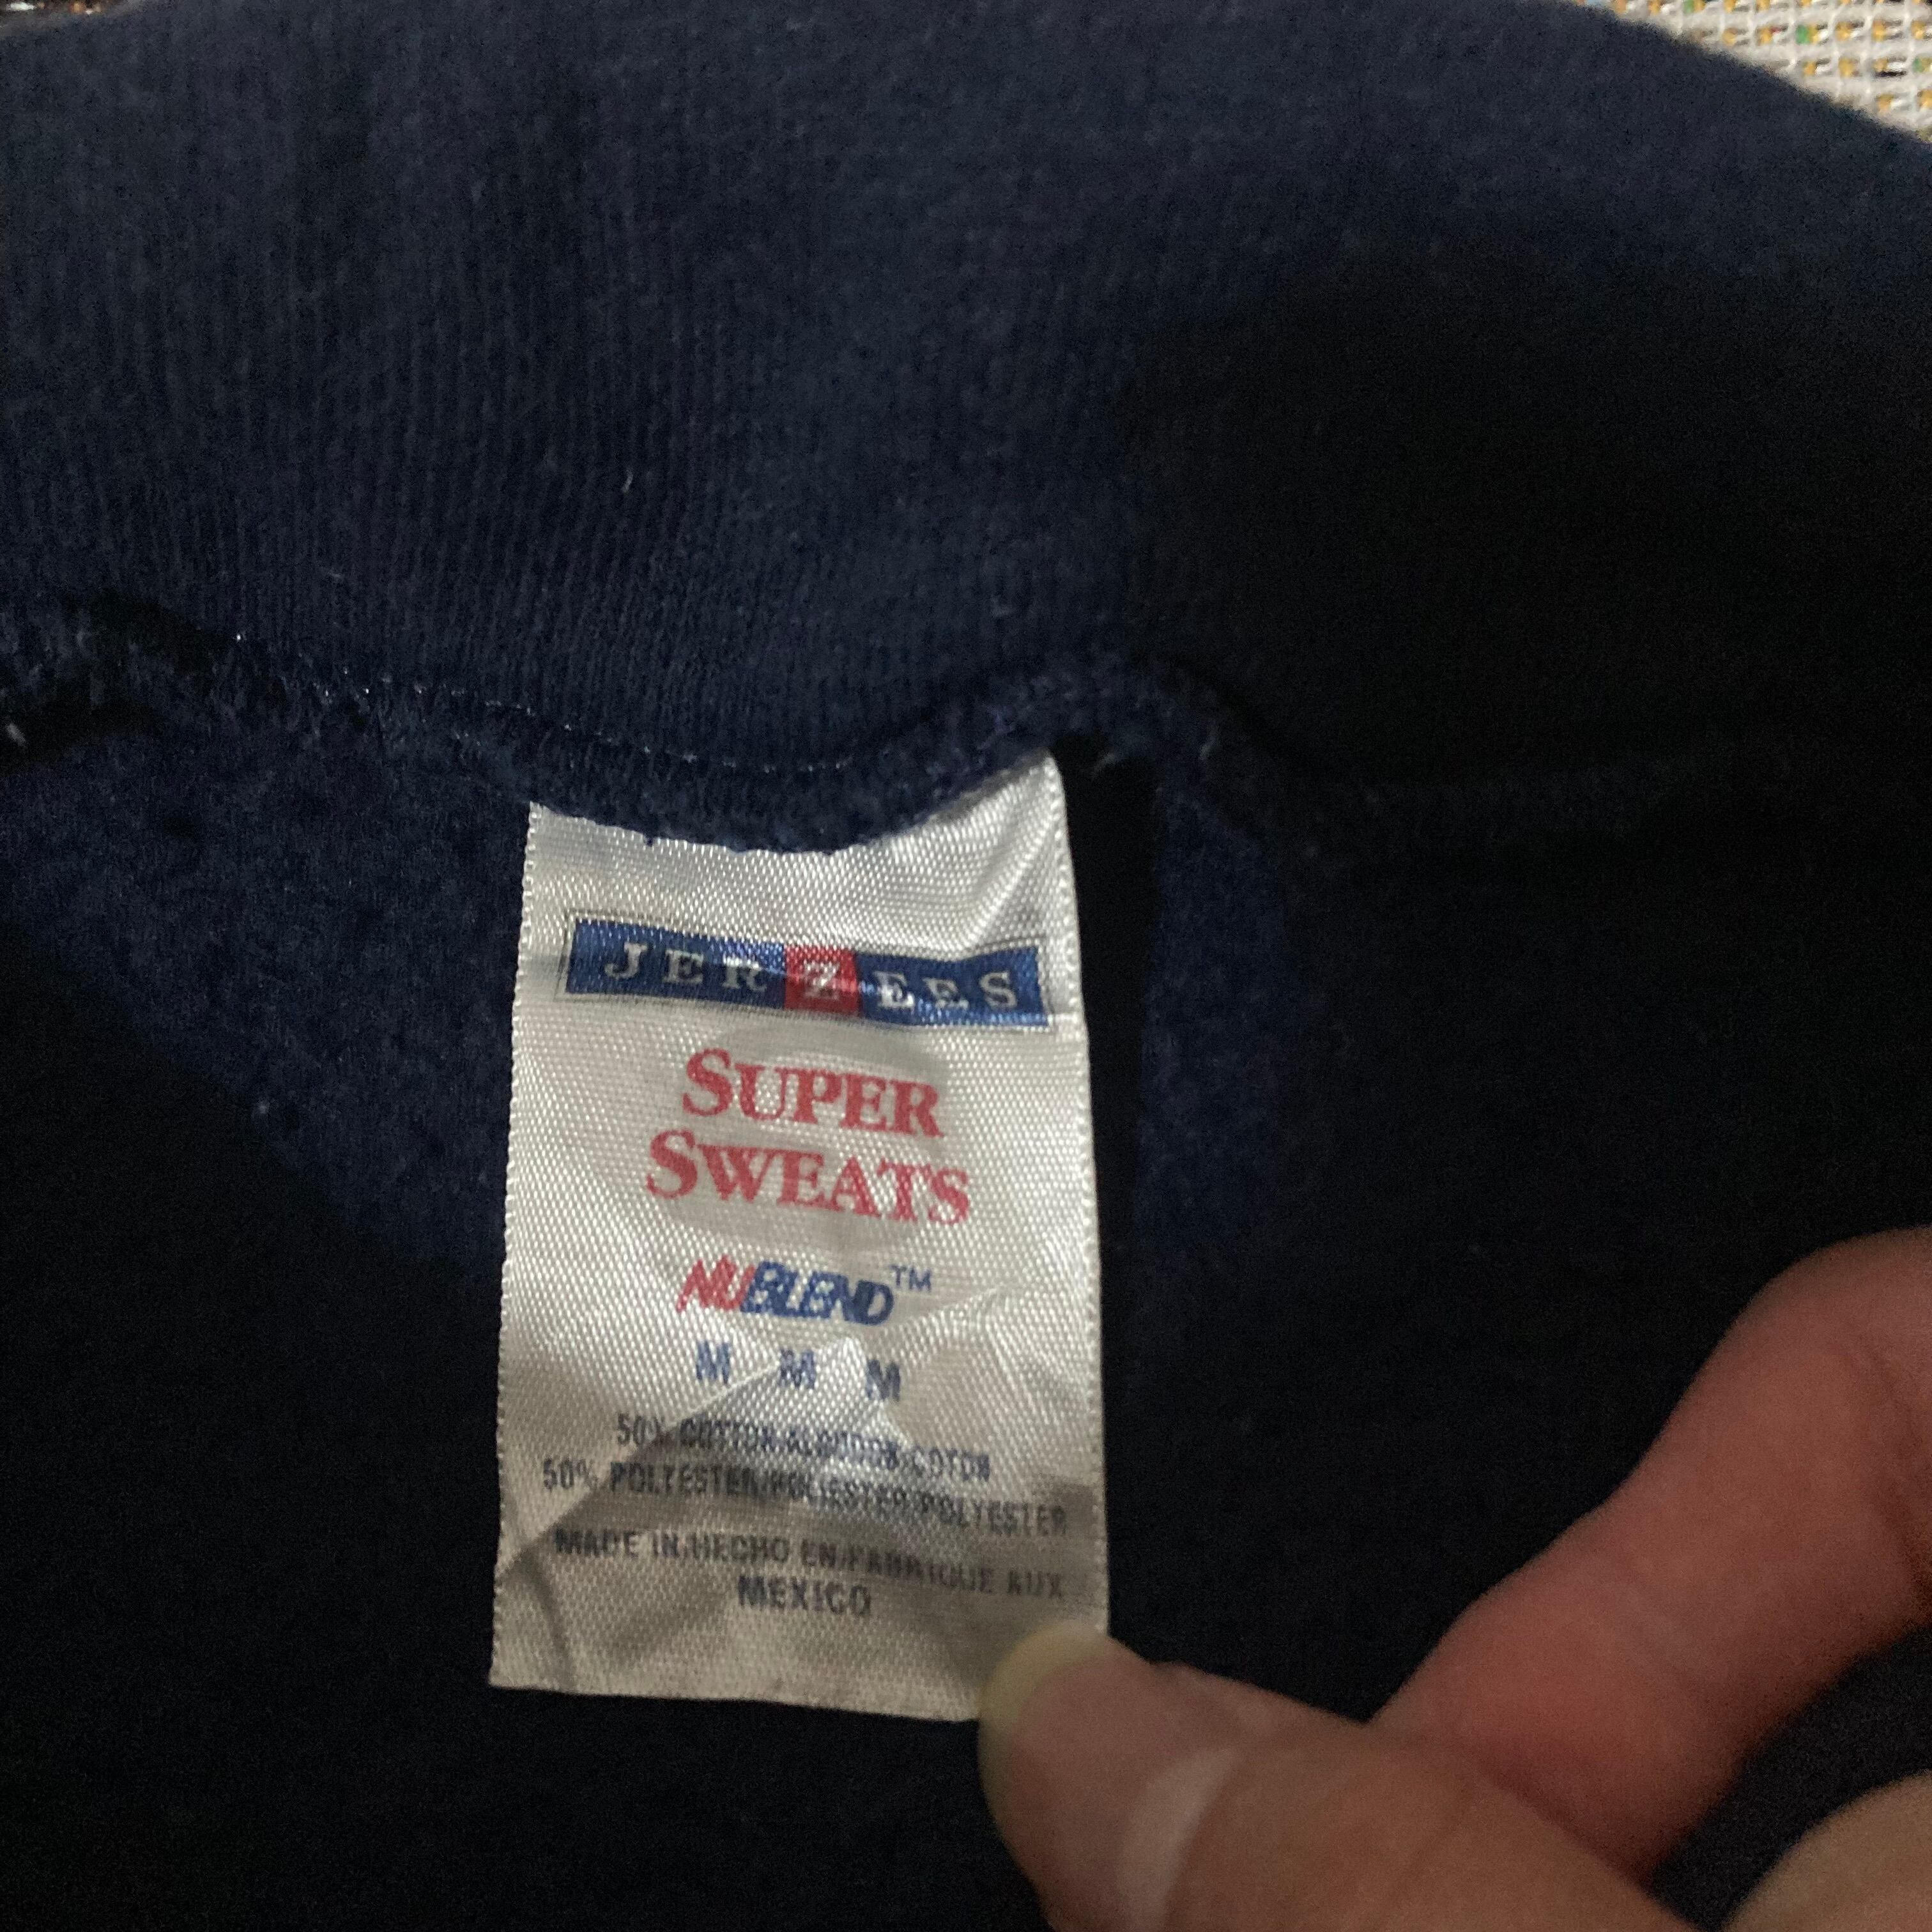 JERZEES
SUPER
SWEATS
NUBLEND™
M M M
50% COTTON/ALGODON/COTON
50% POLYESTER/POLIESTER/POLYESTER
MADE IN/HECHO EN/FABRIQUE AUX
MEXICO